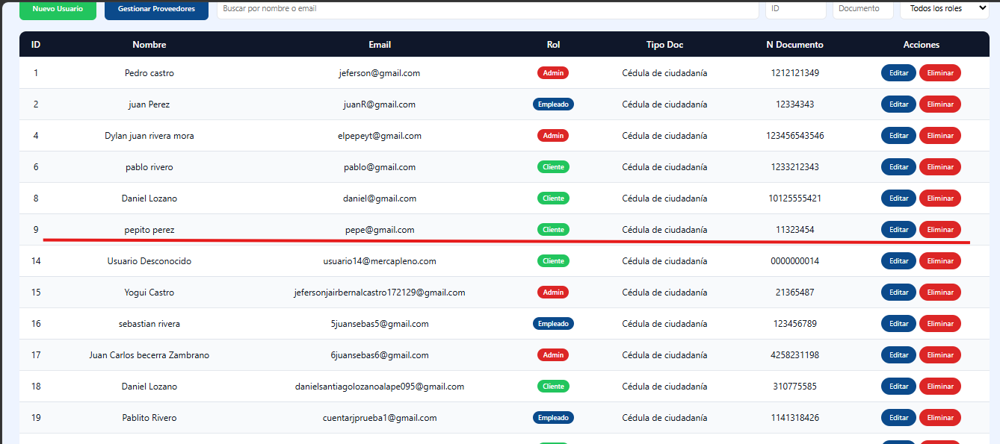 Nuevo Usuario Gestionar Proveedores Buscar por nombre o email ID Documento Todos los roles
ID Nombre Email Rol Tipo Doc N Documento Acciones
1 Pedro castro jeferson@gmail.com Admin Cédula de ciudadanía 1212121349 Editar Eliminar
2 juan Perez juanR@gmail.com Empleado Cédula de ciudadanía 12334343 Editar Eliminar
4 Dylan juan rivera mora elpepeyt@gmail.com Admin Cédula de ciudadanía 123456543546 Editar Eliminar
6 pablo rivero pablo@gmail.com Cliente Cédula de ciudadanía 1233212343 Editar Eliminar
8 Daniel Lozano daniel@gmail.com Cliente Cédula de ciudadanía 10125555421 Editar Eliminar
9 pepito perez pepe@gmail.com Cliente Cédula de ciudadanía 11323454 Editar Eliminar
14 Usuario Desconocido usuario14@mercapleno.com Cliente Cédula de ciudadanía 0000000014 Editar Eliminar
15 Yogui Castro jefersonjairbernalcastro172129@gmail.com Admin Cédula de ciudadanía 21365487 Editar Eliminar
16 sebastian rivera 5juansebas5@gmail.com Empleado Cédula de ciudadanía 123456789 Editar Eliminar
17 Juan Carlos becerra Zambrano 6juansebas6@gmail.com Admin Cédula de ciudadanía 4258231198 Editar Eliminar
18 Daniel Lozano danielsantiagolozanoalape095@gmail.com Cliente Cédula de ciudadanía 310775585 Editar Eliminar
19 Pablito Rivero cuentarjprueba1@gmail.com Empleado Cédula de ciudadanía 1141318426 Editar Eliminar